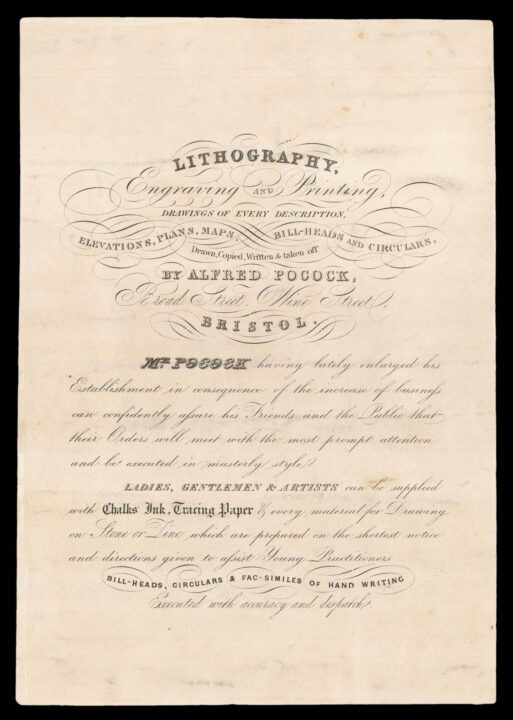 LITHOGRAPHY,
Engraving AND Printing,
DRAWINGS OF EVERY DESCRIPTION,
ELEVATIONS, PLANS, MAPS, BILL-HEADS AND CIRCULARS,
Drawn, Copied, Written & taken off
BY ALFRED POCOCK,
Broad Street, Wine Street,
BRISTOL.
Mr. POCOCK having lately enlarged his
Establishment in consequence of the increase of business
can confidently assure his Friends and the Public that
their Orders will meet with the most prompt attention
and be executed in masterly style.
LADIES, GENTLEMEN & ARTISTS can be supplied
with Chalks Ink, Tracing Paper & every material for Drawing
on Stone or Zinc which are prepared on the shortest notice
and directions given to assist Young Practitioners
BILL-HEADS, CIRCULARS & FAC-SIMILES OF HAND WRITING
Executed with accuracy and dispatch.